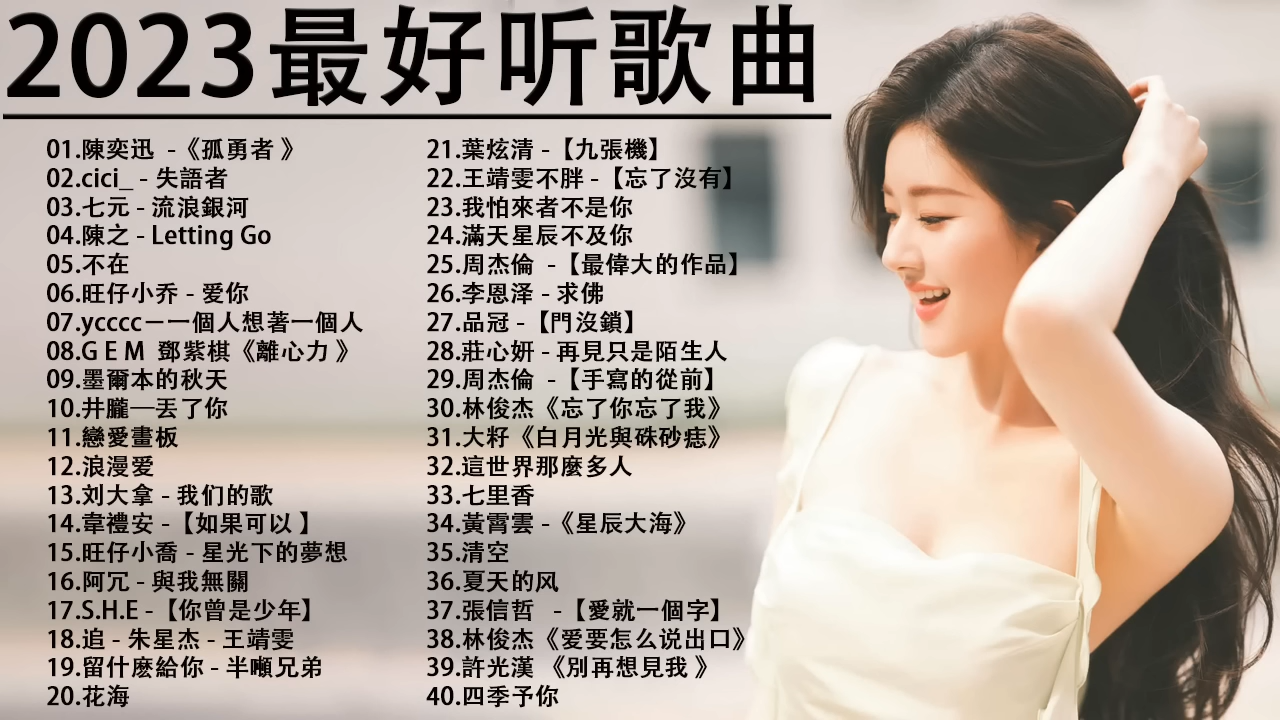 2023最好听歌曲
01.陳奕迅 -《孤勇者 》
02.cici_ - 失語者
03.七元 - 流浪銀河
04.陳之 - Letting Go
05.不在
06.旺仔小乔 - 爱你
07.ycccc－一個人想著一個人
08.G E M 鄧紫棋《離心力 》
09.墨爾本的秋天
10.井朧─丟了你
11.戀愛畫板
12.浪漫爱
13.刘大拿 - 我们的歌
14.韋禮安 -【如果可以 】
15.旺仔小喬 - 星光下的夢想
16.阿冗 - 與我無關
17.S.H.E -【你曾是少年】
18.追 - 朱星杰 - 王靖雯
19.留什麽給你 - 半噸兄弟
20.花海
21.葉炫清 -【九張機】
22.王靖雯不胖 -【忘了沒有】
23.我怕來者不是你
24.滿天星辰不及你
25.周杰倫 -【最偉大的作品】
26.李恩泽 - 求佛
27.品冠 -【門沒鎖】
28.莊心妍 - 再見只是陌生人
29.周杰倫 -【手寫的從前】
30.林俊杰《忘了你忘了我》
31.大籽《白月光與硃砂痣》
32.這世界那麼多人
33.七里香
34.黃霄雲 -《星辰大海》
35.清空
36.夏天的风
37.張信哲 -【愛就一個字】
38.林俊杰《爱要怎么说出口》
39.許光漢 《別再想見我 》
40.四季予你